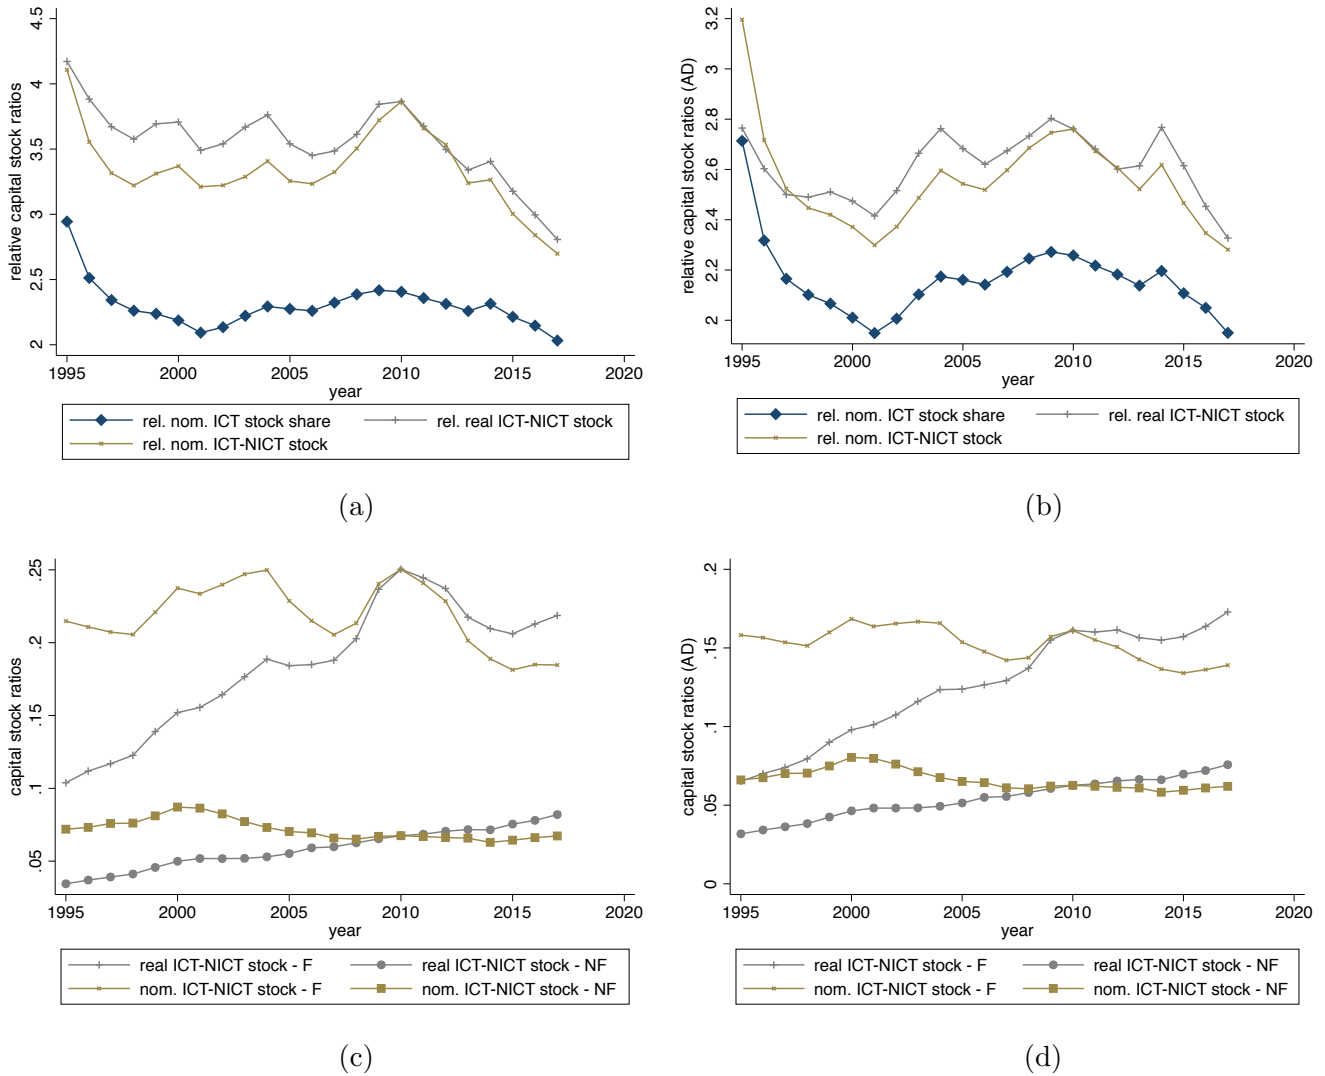 relative capital stock ratios
4.5
4
3.5
3
2.5
2
1995 2000 2005 2010 2015 2020
year
rel. nom. ICT stock share rel. real ICT-NICT stock
rel. nom. ICT-NICT stock
(a)
relative capital stock ratios (AD)
3.2
3
2.8
2.6
2.4
2.2
2
1995 2000 2005 2010 2015 2020
year
rel. nom. ICT stock share rel. real ICT-NICT stock
rel. nom. ICT-NICT stock
(b)
capital stock ratios
.25
.2
.15
.1
.05
1995 2000 2005 2010 2015 2020
year
real ICT-NICT stock - F real ICT-NICT stock - NF
nom. ICT-NICT stock - F nom. ICT-NICT stock - NF
(c)
capital stock ratios (AD)
.2
.15
.1
.05
0
1995 2000 2005 2010 2015 2020
year
real ICT-NICT stock - F real ICT-NICT stock - NF
nom. ICT-NICT stock - F nom. ICT-NICT stock - NF
(d)